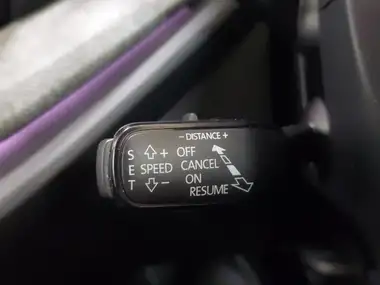 - DISTANCE +
S + OFF
E SPEED CANCEL
ON
T - RESUME